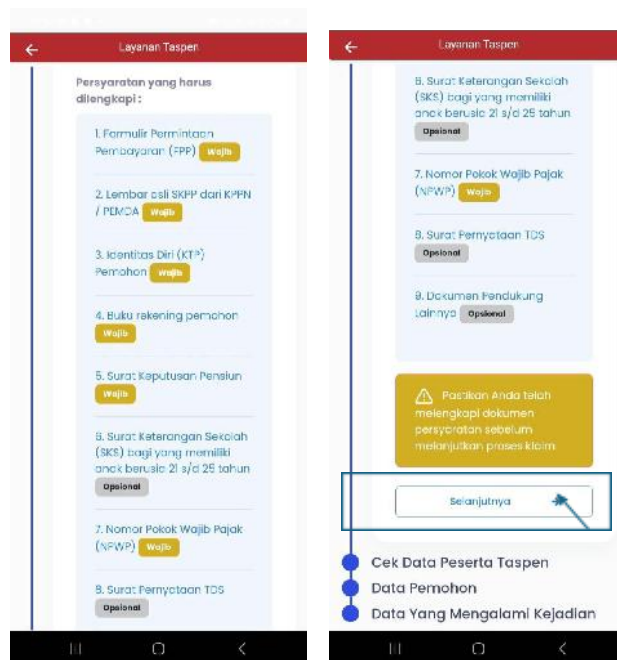 Layanan Taspen
Persyaratan yang harus
dilengkapi :
1. Formulir Permintaan
Pembayaran (FPP) Wajib
2. Lembar asli SKPP dari KPPN
/ PEMDA Wajib
3. Identitas Diri (KTP)
Pemohon Wajib
4. Buku rekening pemohon
Wajib
5. Surat Keputusan Pensiun
Wajib
6. Surat Keterangan Sekolah
(SKS) bagi yang memiliki
anak berusia 21 s/d 25 tahun
Opsional
7. Nomor Pokok Wajib Pajak
(NPWP) Wajib
8. Surat Pernyataan TDS
Opsional
Layanan Taspen
6. Surat Keterangan Sekolah
(SKS) bagi yang memiliki
anak berusia 21 s/d 25 tahun
Opsional
7. Nomor Pokok Wajib Pajak
(NPWP) Wajib
8. Surat Pernyataan TDS
Opsional
9. Dokumen Pendukung
Lainnya Opsional
Pastikan Anda telah
melengkapi dokumen
persyaratan sebelum
melanjutkan proses klaim
Selanjutnya
Cek Data Peserta Taspen
Data Pemohon
Data Yang Mengalami Kejadian